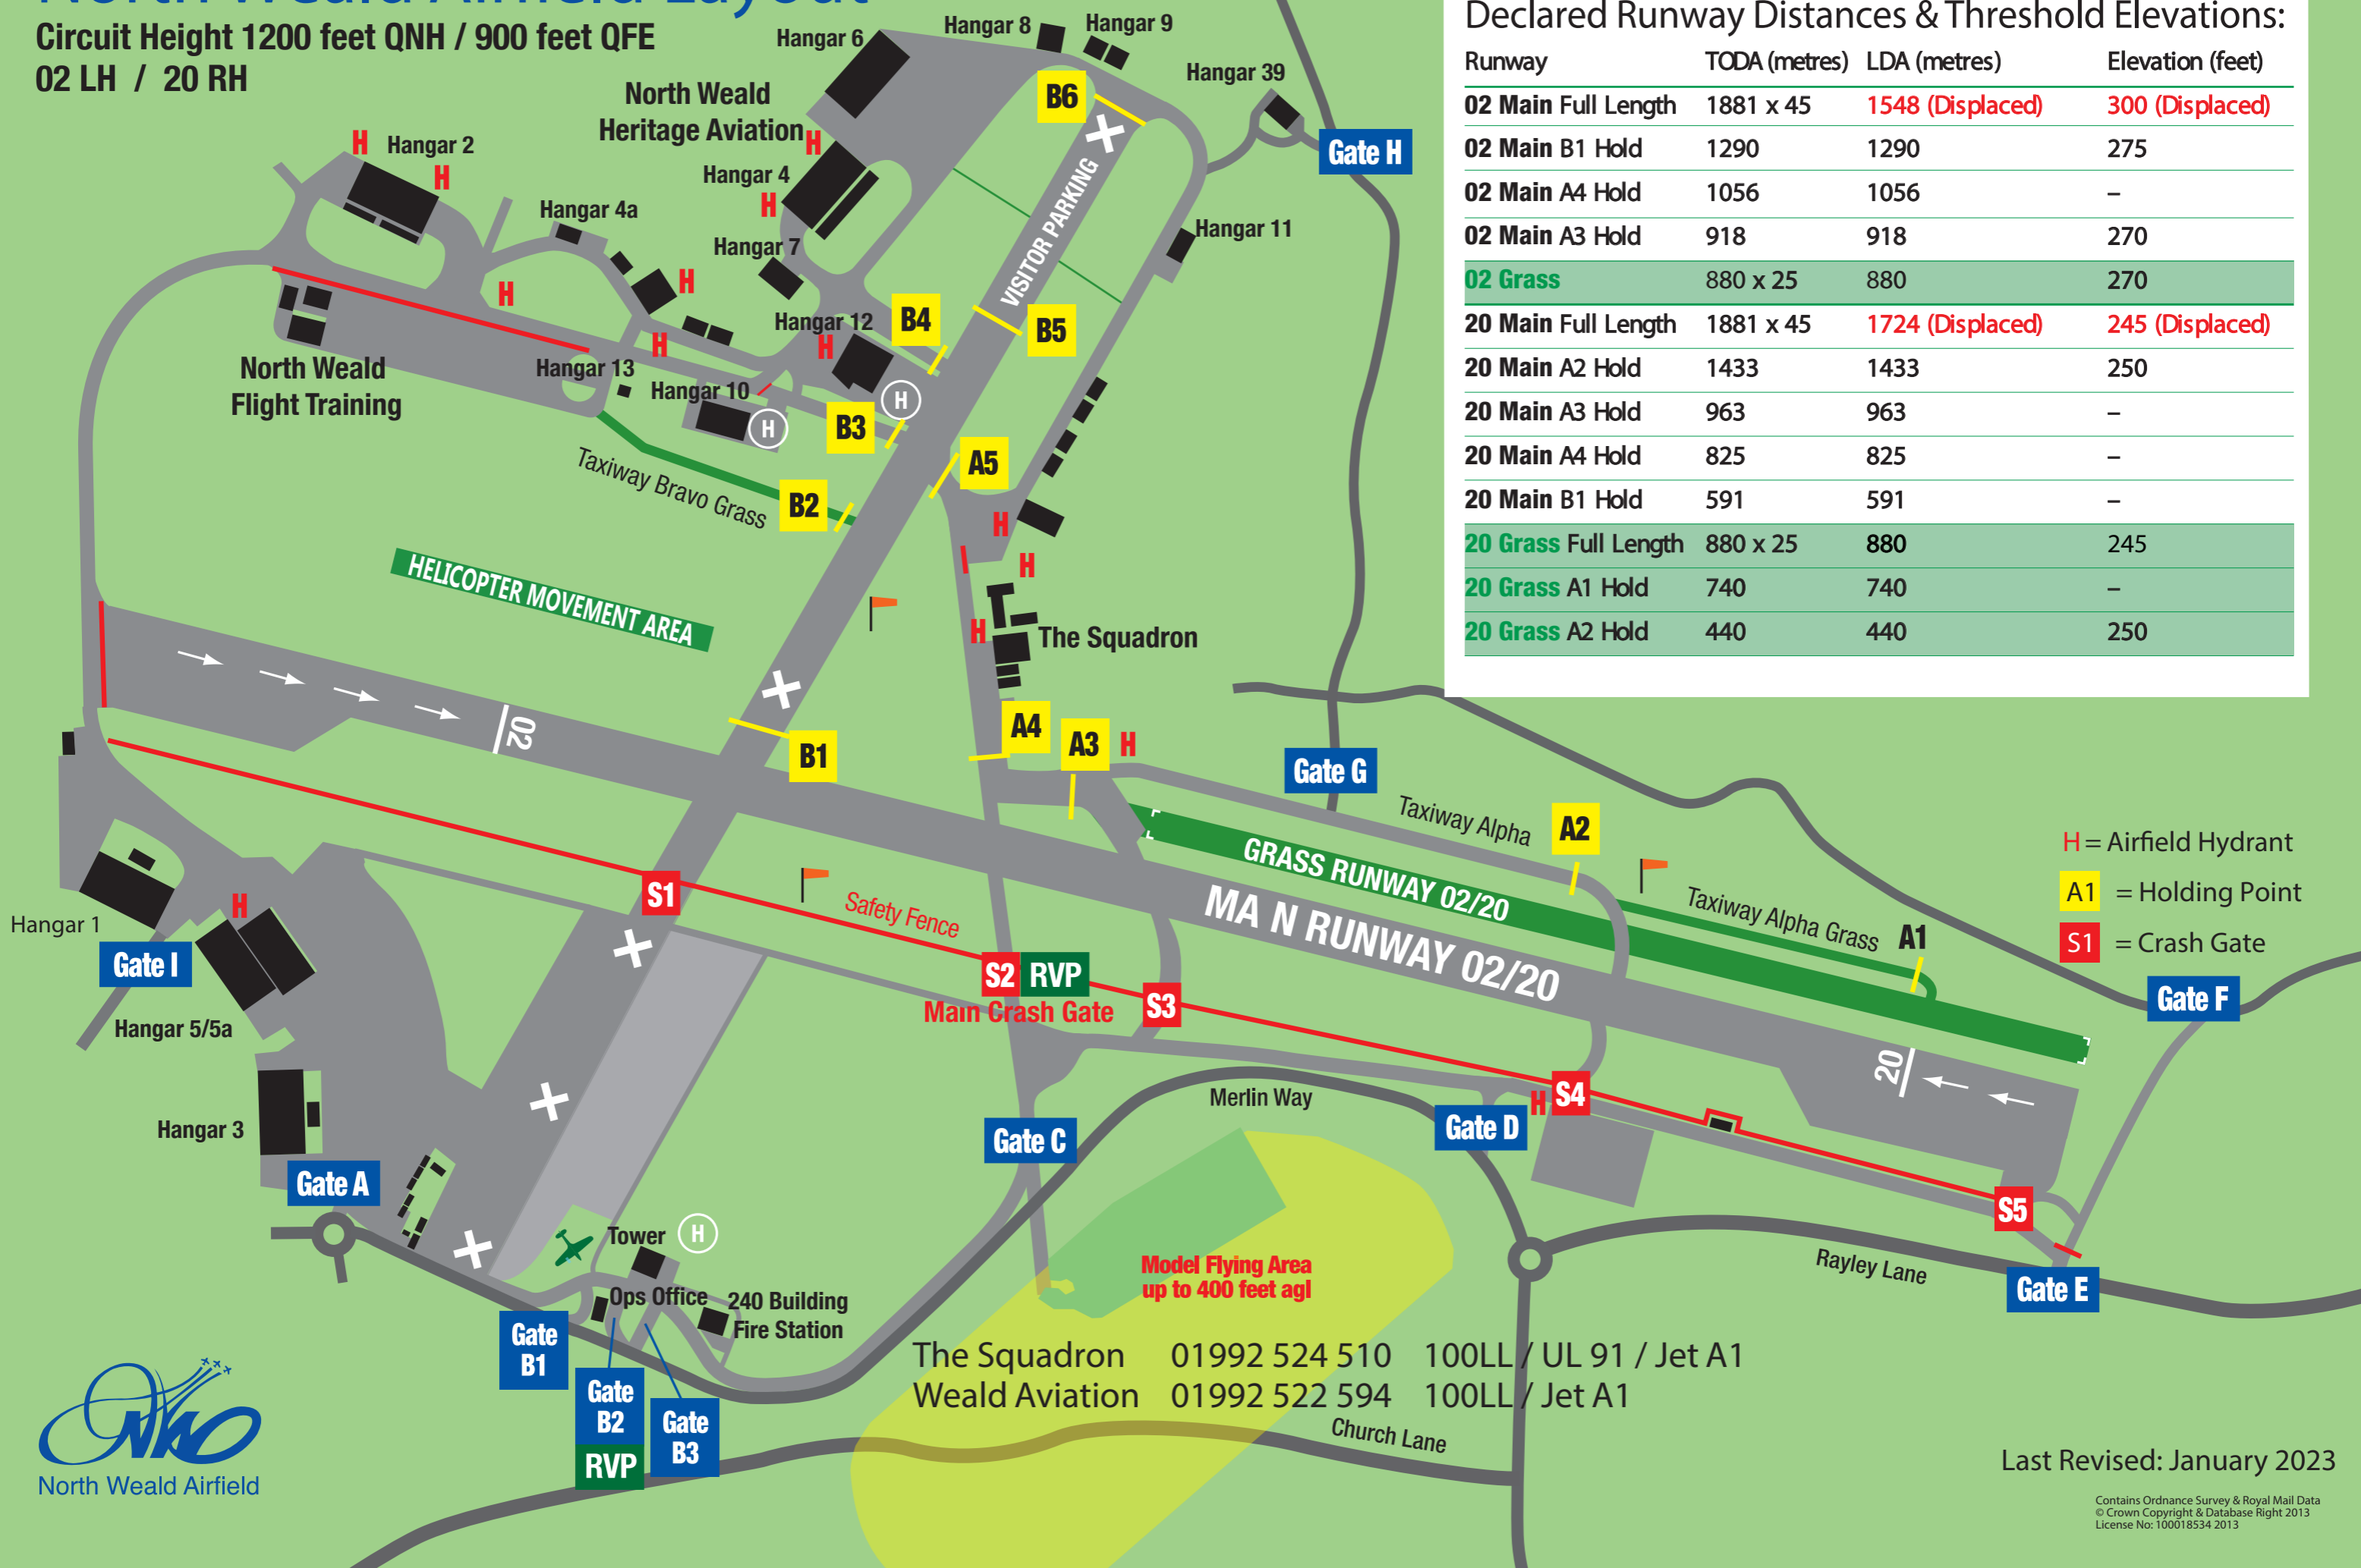 North Weald Airfield Layout
Circuit Height 1200 feet QNH / 900 feet QFE
02 LH / 20 RH
Declared Runway Distances & Threshold Elevations:
Runway TODA (metres) LDA (metres) Elevation (feet)
02 Main Full Length 1881 x 45 1548 (Displaced) 300 (Displaced)
02 Main B1 Hold 1290 1290 275
02 Main A4 Hold 1056 1056 –
02 Main A3 Hold 918 918 270
02 Grass 880 x 25 880 270
20 Main Full Length 1881 x 45 1724 (Displaced) 245 (Displaced)
20 Main A2 Hold 1433 1433 250
20 Main A3 Hold 963 963 –
20 Main A4 Hold 825 825 –
20 Main B1 Hold 591 591 –
20 Grass Full Length 880 x 25 880 245
20 Grass A1 Hold 740 740 –
20 Grass A2 Hold 440 440 250
Hangar 8
Hangar 9
Hangar 6
Hangar 39
B6
North Weald
Heritage Aviation
H
Gate H
H
Hangar 2
H
Hangar 4
H
Hangar 4a
Hangar 7
VISITOR PARKING
Hangar 11
H
H
Hangar 12
B4
B5
H
H
North Weald
Flight Training
Hangar 13
Hangar 10
H
H
B3
A5
Taxiway Bravo Grass
B2
H
H
HELICOPTER MOVEMENT AREA
H
The Squadron
02
B1
A4
A3
H
Gate G
Taxiway Alpha
A2
GRASS RUNWAY 02/20
MA N RUNWAY 02/20
Taxiway Alpha Grass
A1
H = Airfield Hydrant
A1 = Holding Point
S1 = Crash Gate
Gate F
S1
Safety Fence
S2
RVP
Main Crash Gate
S3
Hangar 1
H
Gate I
Hangar 5/5a
20
Hangar 3
Gate A
Gate C
Merlin Way
Gate D
H
S4
S5
Rayley Lane
Gate E
Tower
H
Ops Office
240 Building
Fire Station
Model Flying Area
up to 400 feet agl
Gate
B1
Gate
B2
RVP
Gate
B3
The Squadron 01992 524 510 100LL / UL 91 / Jet A1
Weald Aviation 01992 522 594 100LL / Jet A1
Church Lane
NWA
North Weald Airfield
Last Revised: January 2023
Contains Ordnance Survey & Royal Mail Data
© Crown Copyright & Database Right 2013
License No: 100018534 2013